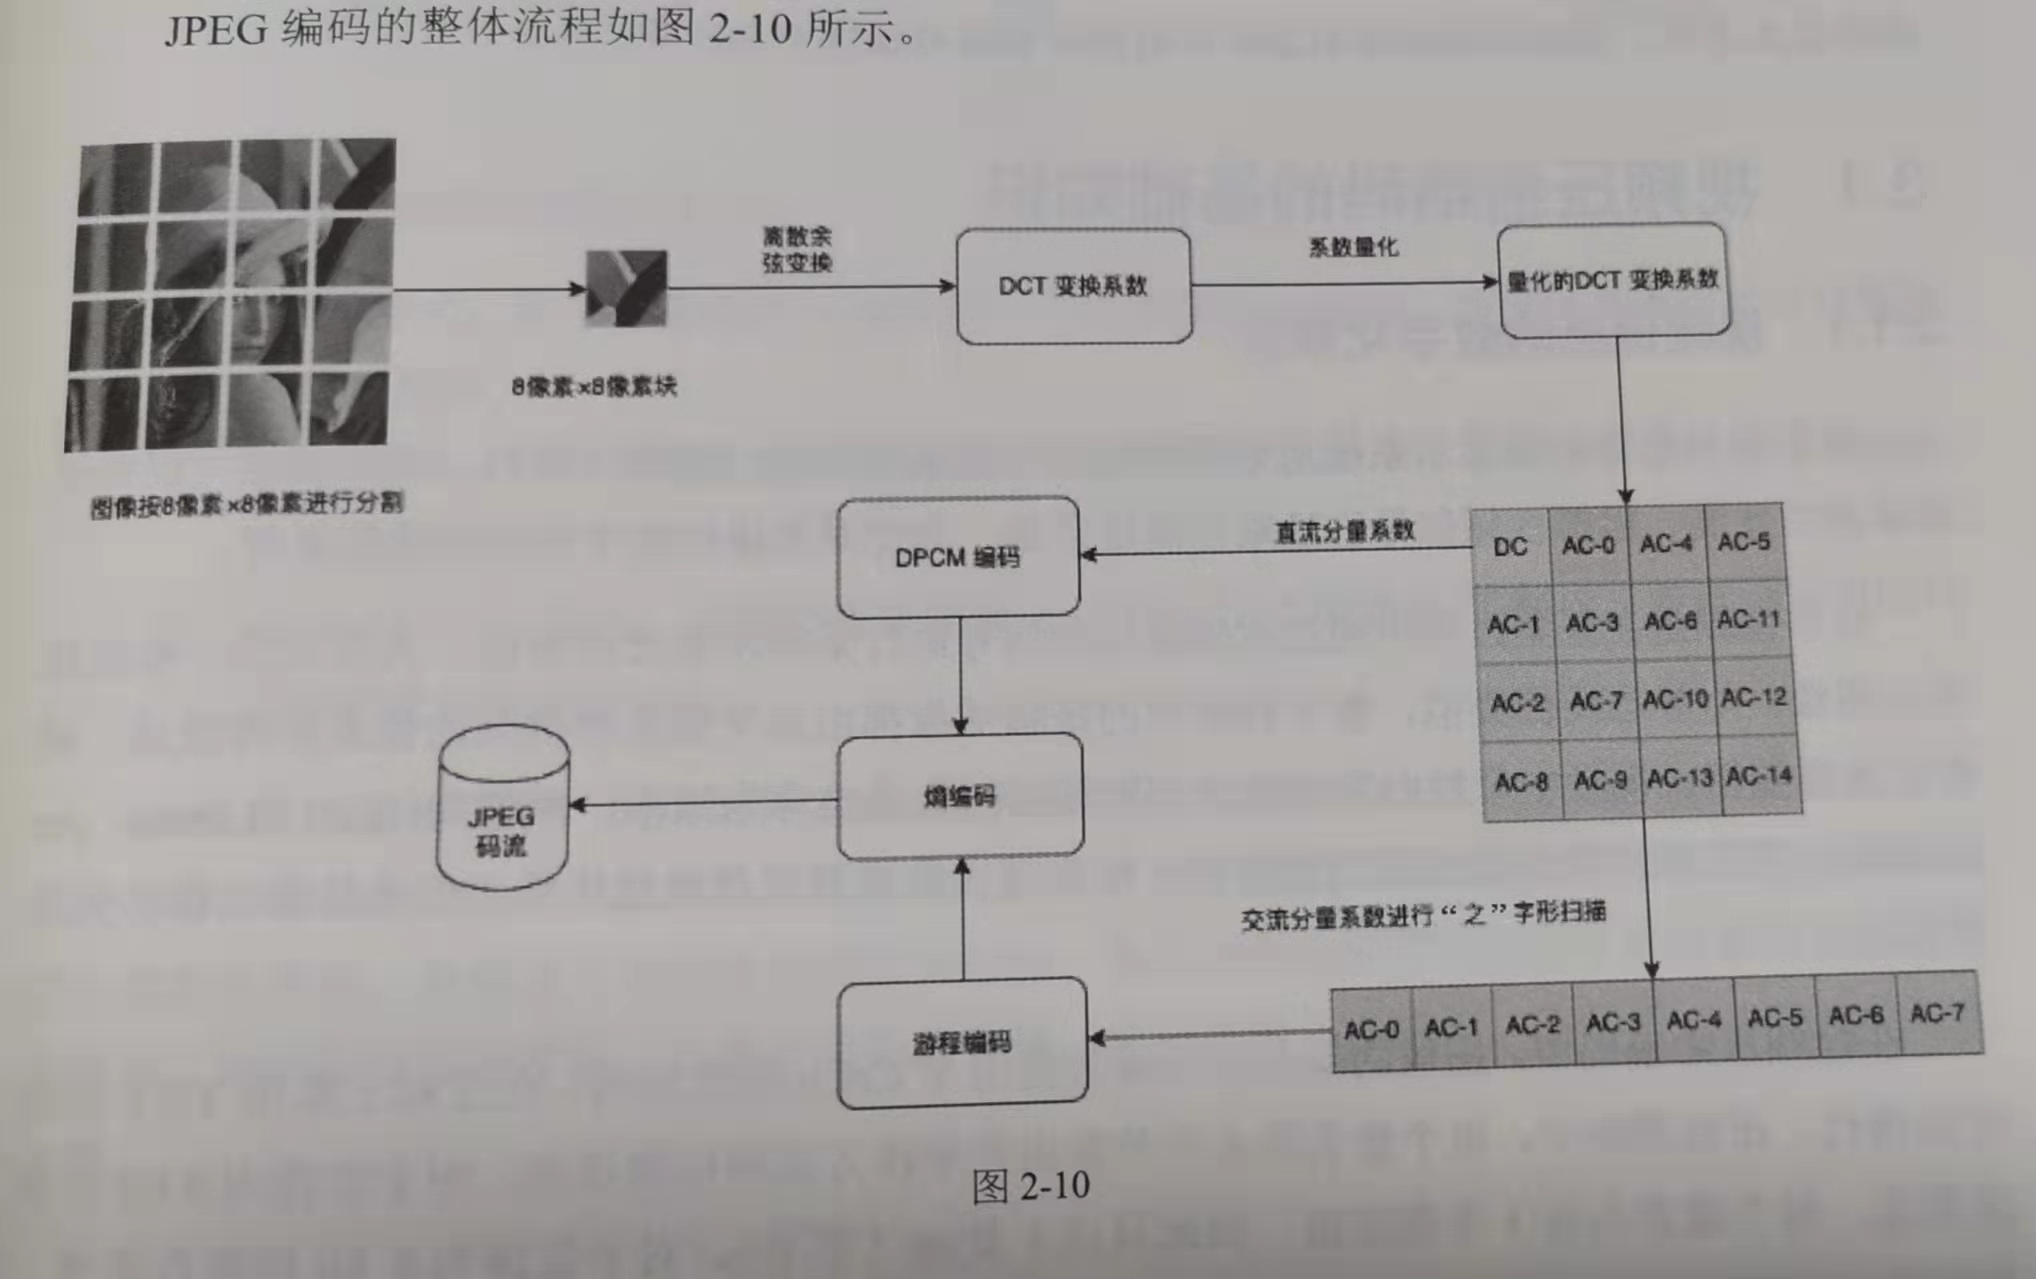 JPEG 编码的整体流程如图 2-10 所示。
离散余
弦变换
DCT 变换系数
系数量化
量化的DCT 变换系数
8像素×8像素块
图像按8像素×8像素进行分割
DPCM 编码
直流分量系数
DC AC-0 AC-4 AC-5
AC-1 AC-3 AC-6 AC-11
AC-2 AC-7 AC-10 AC-12
AC-8 AC-9 AC-13 AC-14
熵编码
JPEG
码流
交流分量系数进行“之”字形扫描
AC-0 AC-1 AC-2 AC-3 AC-4 AC-5 AC-6 AC-7
游程编码
图 2-10